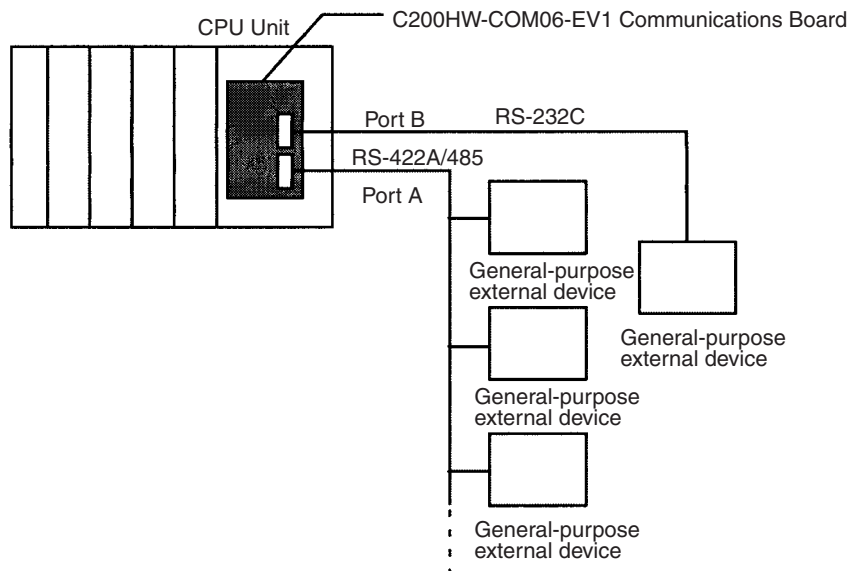 C200HW-COM06-EV1 Communications Board
CPU Unit
Port B
RS-232C
RS-422A/485
Port A
General-purpose
external device
General-purpose
external device
General-purpose
external device
General-purpose
external device